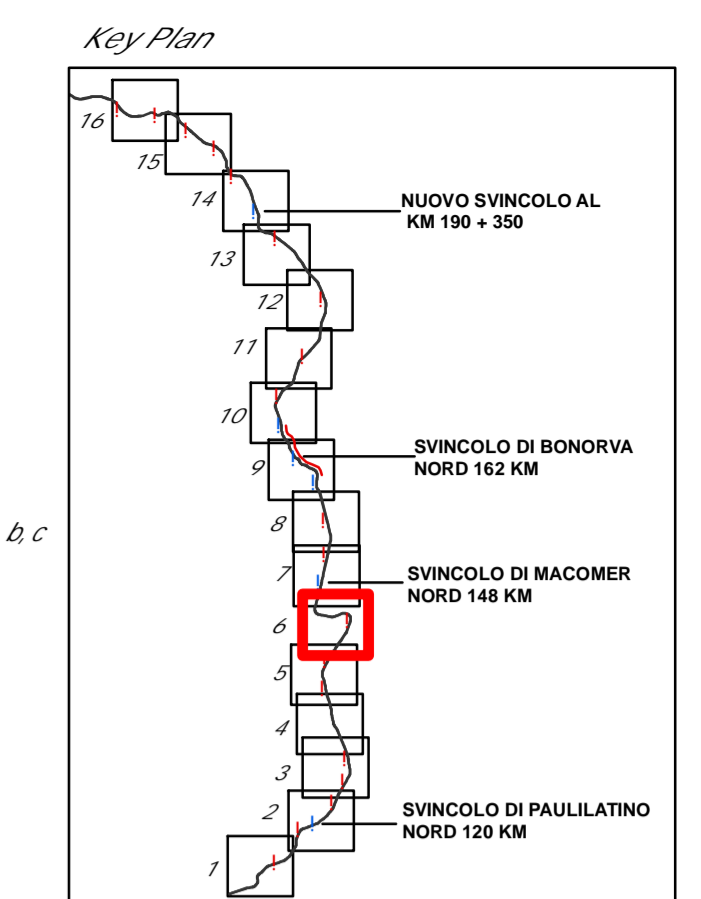 Key Plan
16
15
14
NUOVO SVINCOLO AL
KM 190 + 350
13
12
11
10
SVINCOLO DI BONORVA
NORD 162 KM
9
8
b, c
7
SVINCOLO DI MACOMER
NORD 148 KM
6
5
4
3
2
SVINCOLO DI PAULILATINO
NORD 120 KM
1